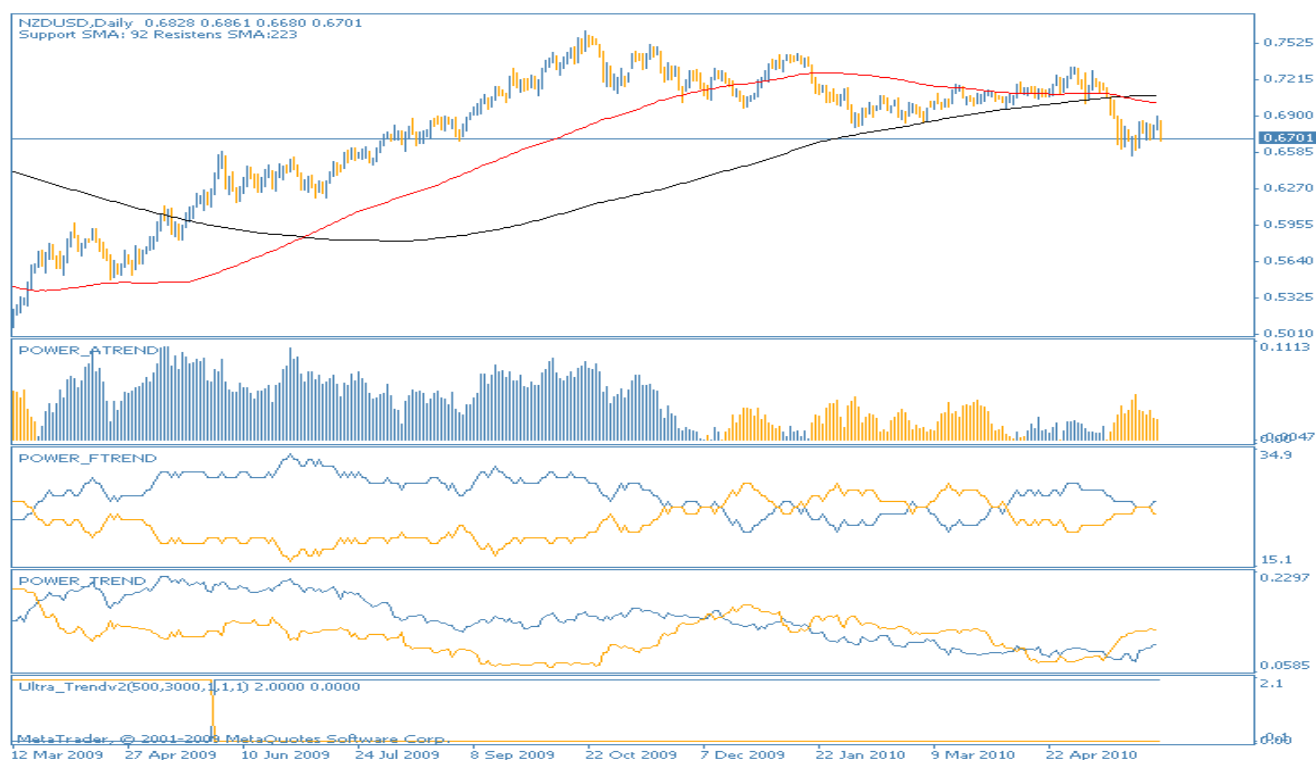 NZDUSD,Daily 0.6828 0.6861 0.6680 0.6701
Support SMA: 92 Resistens SMA:223
0.7525
0.7215
0.6900
0.6701
0.6585
0.6270
0.5955
0.5640
0.5325
0.5010
POWER_ATREND
0.1113
POWER_FTREND
34.9
15.1
POWER_TREND
0.2297
0.0585
Ultra_Trendv2(500,3000,1,1,1) 2.0000 0.0000
2.1
MetaTrader, © 2001-2009 MetaQuotes Software Corp.
12 Mar 2009 27 Apr 2009 10 Jun 2009 24 Jul 2009 8 Sep 2009 22 Oct 2009 7 Dec 2009 22 Jan 2010 9 Mar 2010 22 Apr 2010